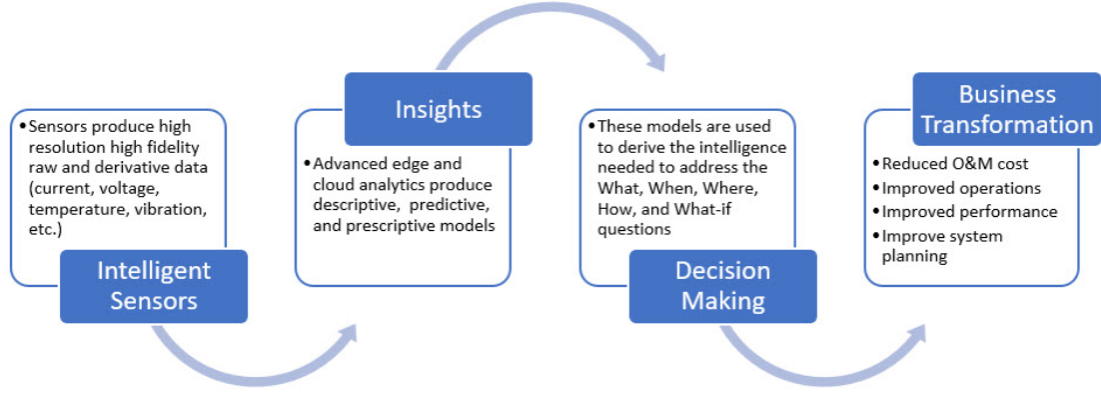 •Sensors produce high
resolution high fidelity
raw and derivative data
(current, voltage,
temperature, vibration,
etc.)
Intelligent
Sensors
Insights
•Advanced edge and
cloud analytics produce
descriptive, predictive,
and prescriptive models
•These models are used
to derive the intelligence
needed to address the
What, When, Where,
How, and What-if
questions
Decision
Making
Business
Transformation
•Reduced O&M cost
•Improved operations
•Improved performance
•Improve system
planning